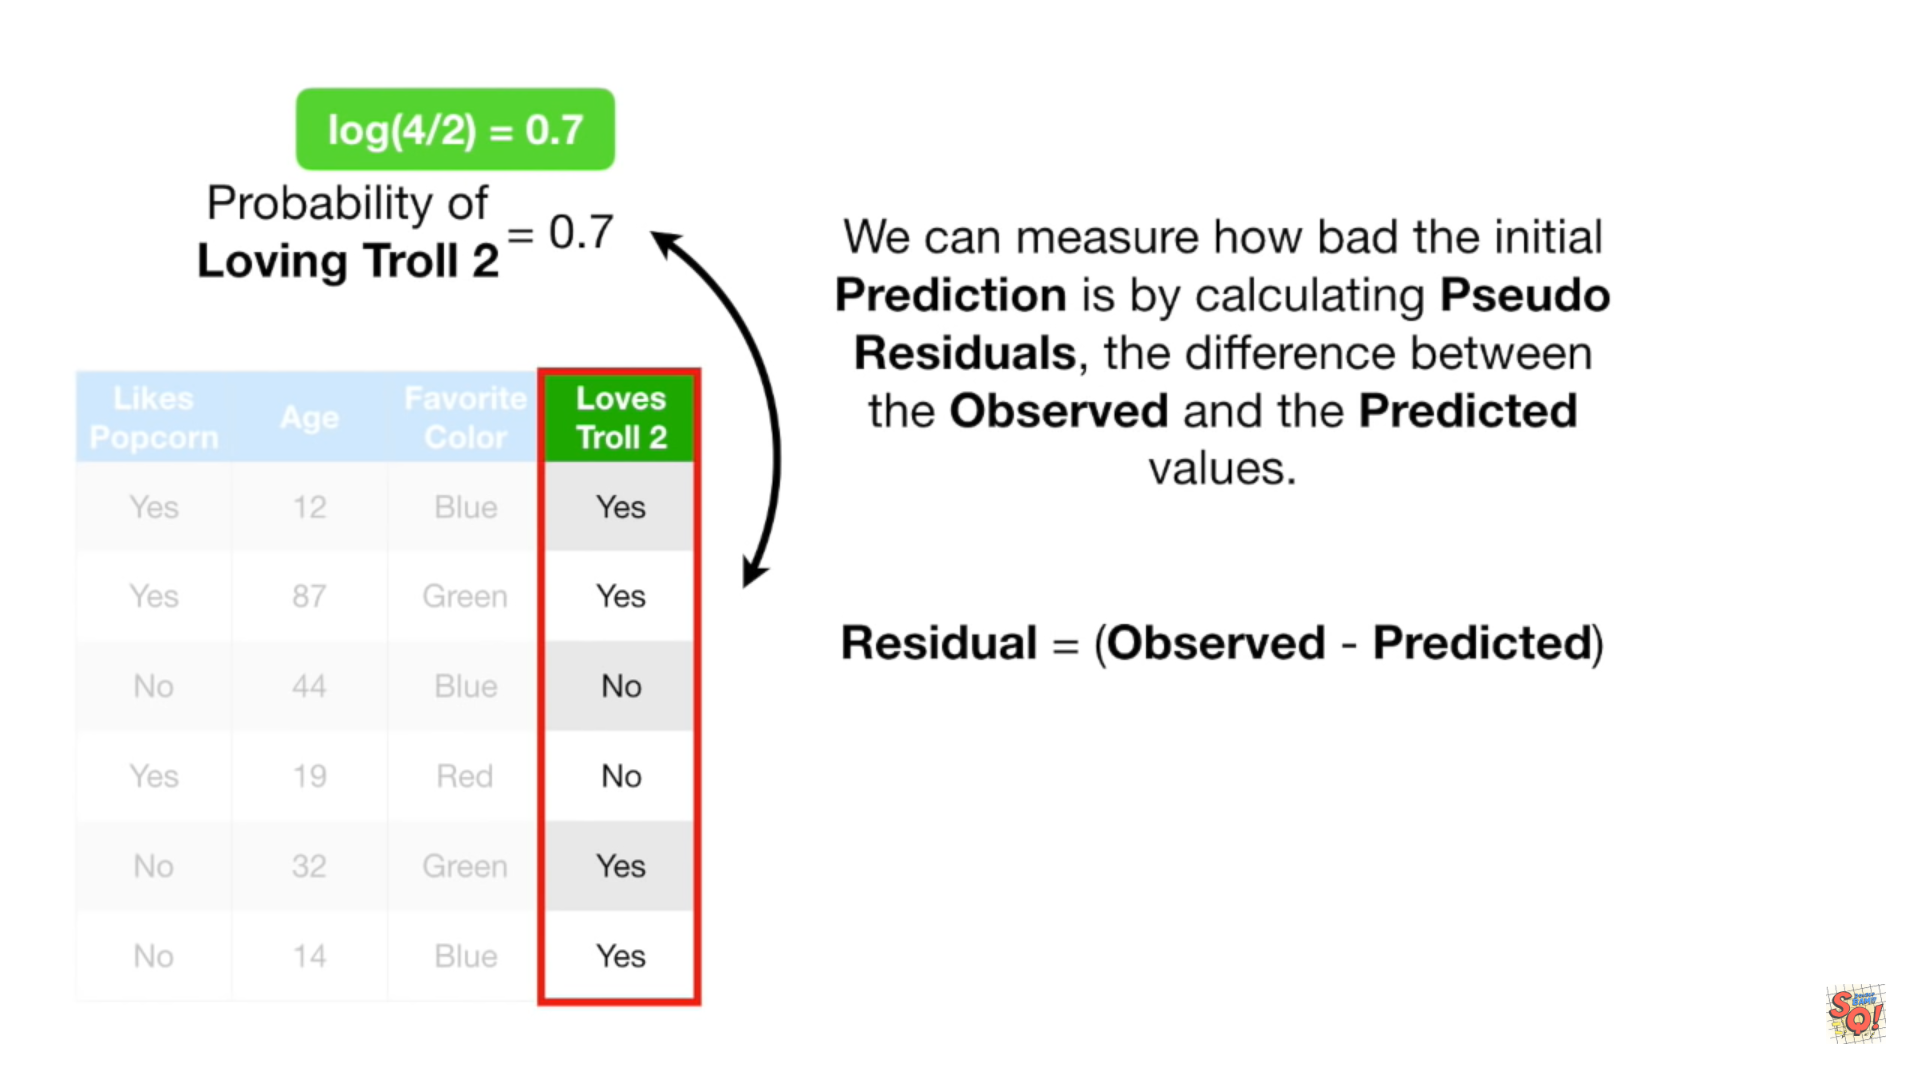 log(4/2) = 0.7
Probability of
Loving Troll 2 = 0.7
We can measure how bad the initial
Prediction is by calculating Pseudo
Residuals, the difference between
the Observed and the Predicted
values.
Residual = (Observed - Predicted)
Likes Popcorn Age Favorite Color Loves Troll 2
Yes 12 Blue Yes
Yes 87 Green Yes
No 44 Blue No
Yes 19 Red No
No 32 Green Yes
No 14 Blue Yes
SQ!